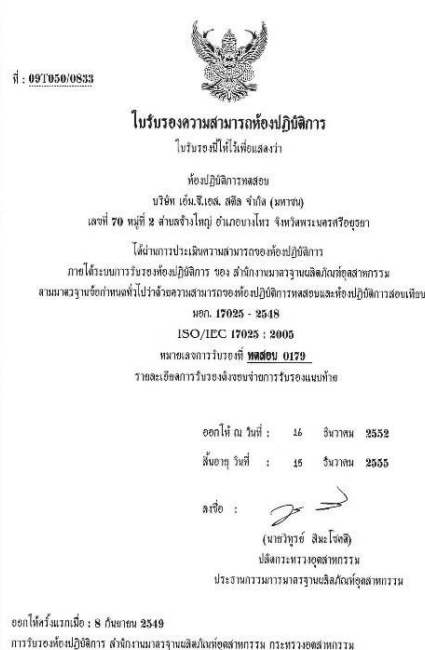 ที่ : 09T050/0833
ใบรับรองความสามารถห้องปฏิบัติการ
ใบรับรองนี้ให้ไว้เพื่อแสดงว่า
ห้องปฏิบัติการทดสอบ
บริษัท เอ็ม.ซี.เอส. สตีล จำกัด (มหาชน)
เลขที่ 70 หมู่ที่ 2 ตำบลช้างใหญ่ อำเภอบางไทร จังหวัดพระนครศรีอยุธยา
ได้ผ่านการประเมินความสามารถของห้องปฏิบัติการ
ภายใต้ระบบการรับรองห้องปฏิบัติการ ของ สำนักงานมาตรฐานผลิตภัณฑ์อุตสาหกรรม
ตามมาตรฐานข้อกำหนดทั่วไปว่าด้วยความสามารถของห้องปฏิบัติการทดสอบและห้องปฏิบัติการสอบเทียบ
มอก. 17025 - 2548
ISO/IEC 17025 : 2005
หมายเลขการรับรองที่ ทดสอบ 0179
รายละเอียดการรับรองดังขอบข่ายการรับรองแนบท้าย
ออกให้ ณ วันที่ : 16 ธันวาคม 2552
สิ้นอายุ วันที่ : 15 ธันวาคม 2555
ลงชื่อ :
(นายวิฑูรย์ สิมะโชคดี)
ปลัดกระทรวงอุตสาหกรรม
ประธานกรรมการมาตรฐานผลิตภัณฑ์อุตสาหกรรม
ออกให้ครั้งแรกเมื่อ : 8 กันยายน 2549
การรับรองห้องปฏิบัติการ สำนักงานมาตรฐานผลิตภัณฑ์อุตสาหกรรม กระทรวงอุตสาหกรรม